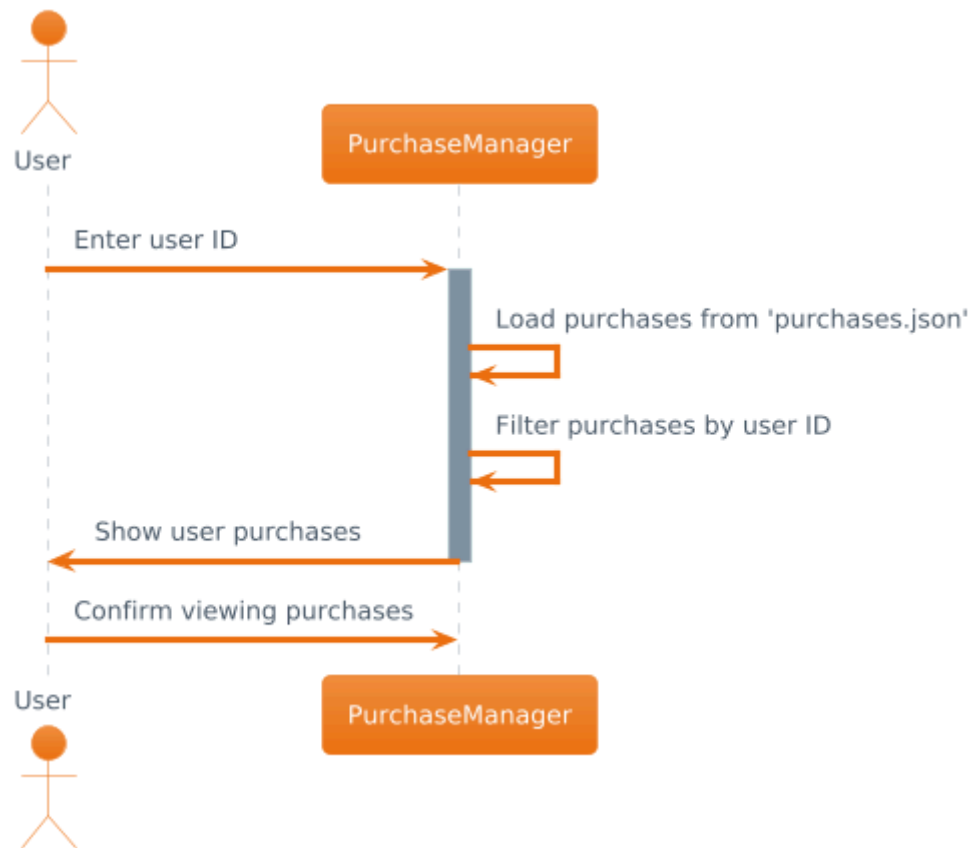 User
PurchaseManager
Enter user ID
Load purchases from 'purchases.json'
Filter purchases by user ID
Show user purchases
Confirm viewing purchases
User
PurchaseManager